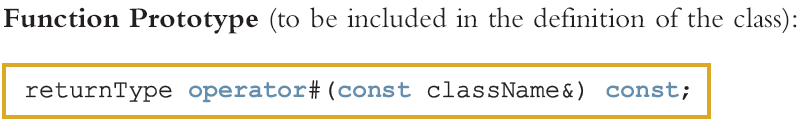 Function Prototype (to be included in the definition of the class):
returnType operator#(const className&) const;